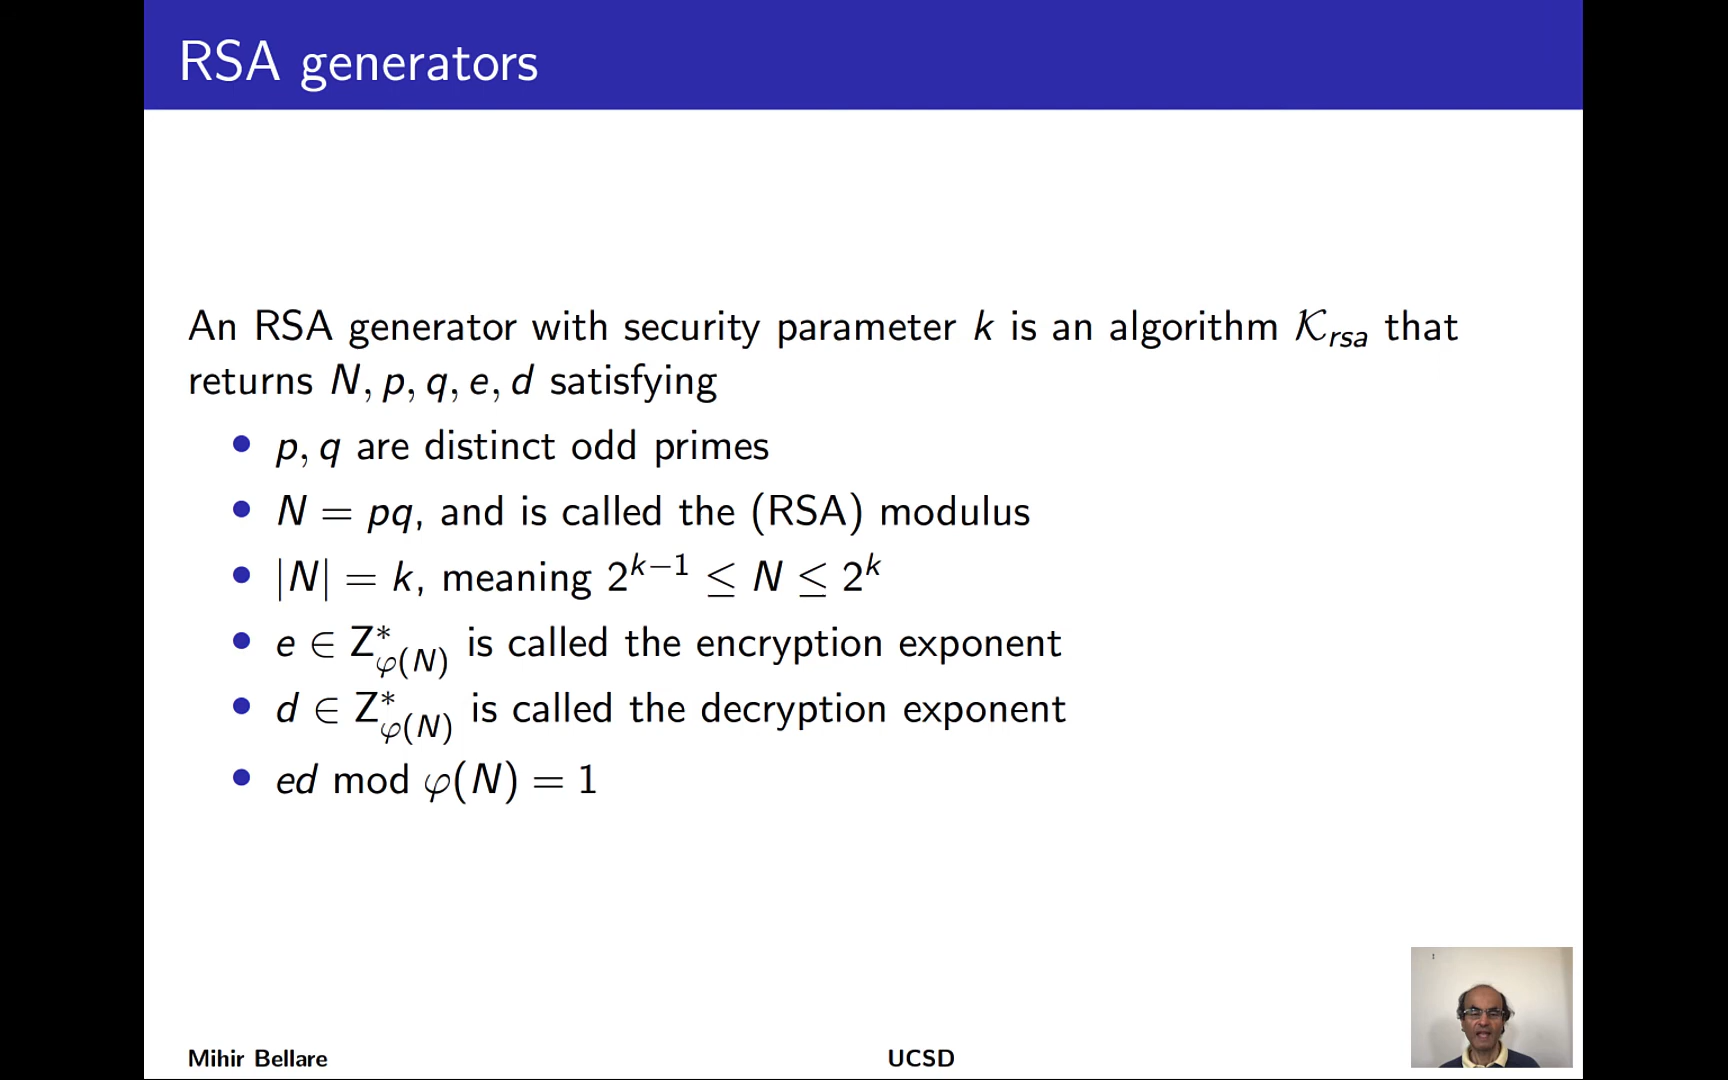 RSA generators
An RSA generator with security parameter k is an algorithm 𝒦_rsa that
returns N, p, q, e, d satisfying
• p, q are distinct odd primes
• N = pq, and is called the (RSA) modulus
• |N| = k, meaning 2^{k−1} ≤ N ≤ 2^k
• e ∈ Z*_{φ(N)} is called the encryption exponent
• d ∈ Z*_{φ(N)} is called the decryption exponent
• ed mod φ(N) = 1
Mihir Bellare UCSD